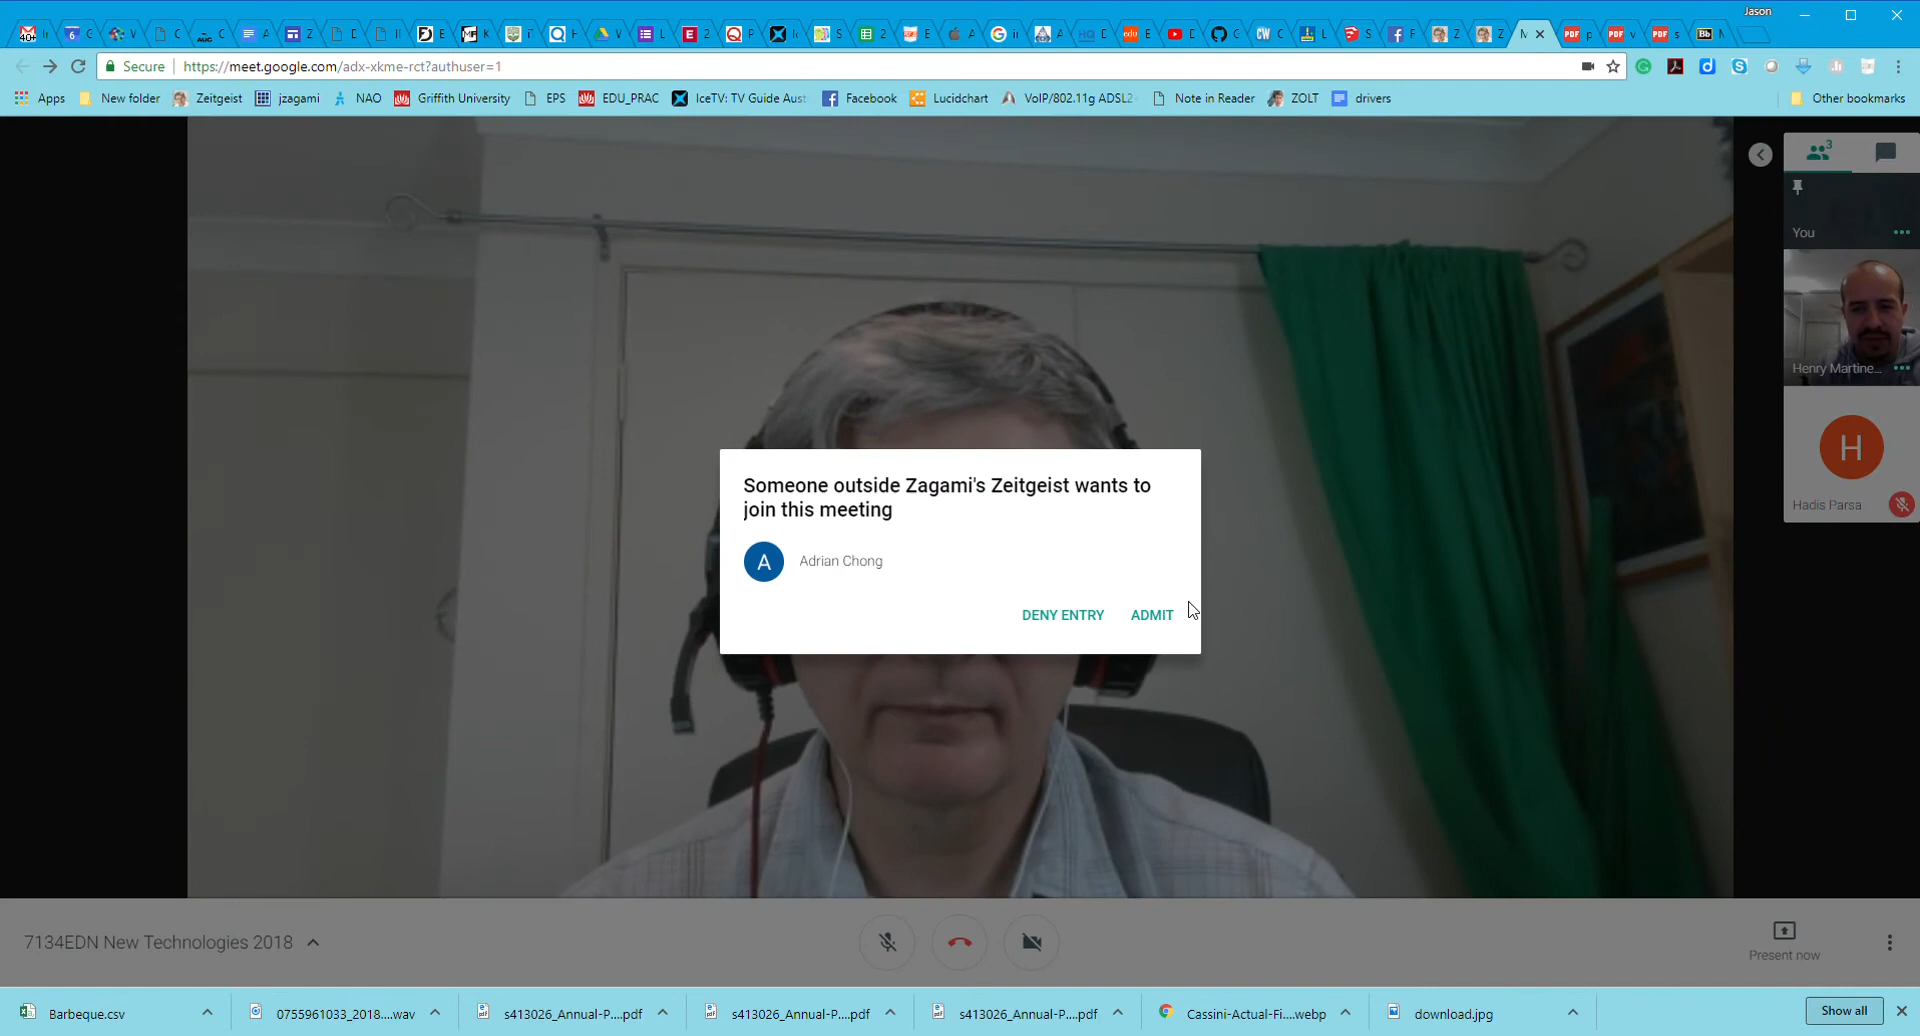 Jason
40+
6
Secure
https://meet.google.com/adx-xkme-rct?authuser=1
Apps
New folder
Zeitgeist
jzagami
NAO
Griffith University
EPS
EDU_PRAC
IceTV: TV Guide Aust
Facebook
Lucidchart
VoIP/802.11g ADSL2+
Note in Reader
ZOLT
drivers
Other bookmarks
3
You
Henry Martine...
H
Hadis Parsa
Someone outside Zagami's Zeitgeist wants to
join this meeting
A
Adrian Chong
DENY ENTRY
ADMIT
7134EDN New Technologies 2018
Present now
Barbeque.csv
0755961033_2018....wav
s413026_Annual-P....pdf
s413026_Annual-P....pdf
s413026_Annual-P....pdf
Cassini-Actual-Fi....webp
download.jpg
Show all